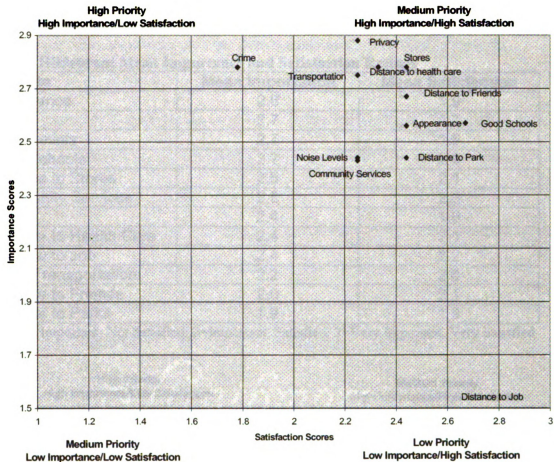 High Priority
High Importance/Low Satisfaction
Medium Priority
High Importance/High Satisfaction
2.9
2.7
2.5
2.3
2.1
1.9
1.7
1.5
Importance Scores
Privacy
Crime
Stores
Transportation
Distance to health care
Distance to Friends
Appearance
Good Schools
Noise Levels
Distance to Park
Community Services
Distance to Job
1
1.2
1.4
1.6
1.8
2
2.2
2.4
2.6
2.8
3
Satisfaction Scores
Medium Priority
Low Importance/Low Satisfaction
Low Priority
Low Importance/High Satisfaction